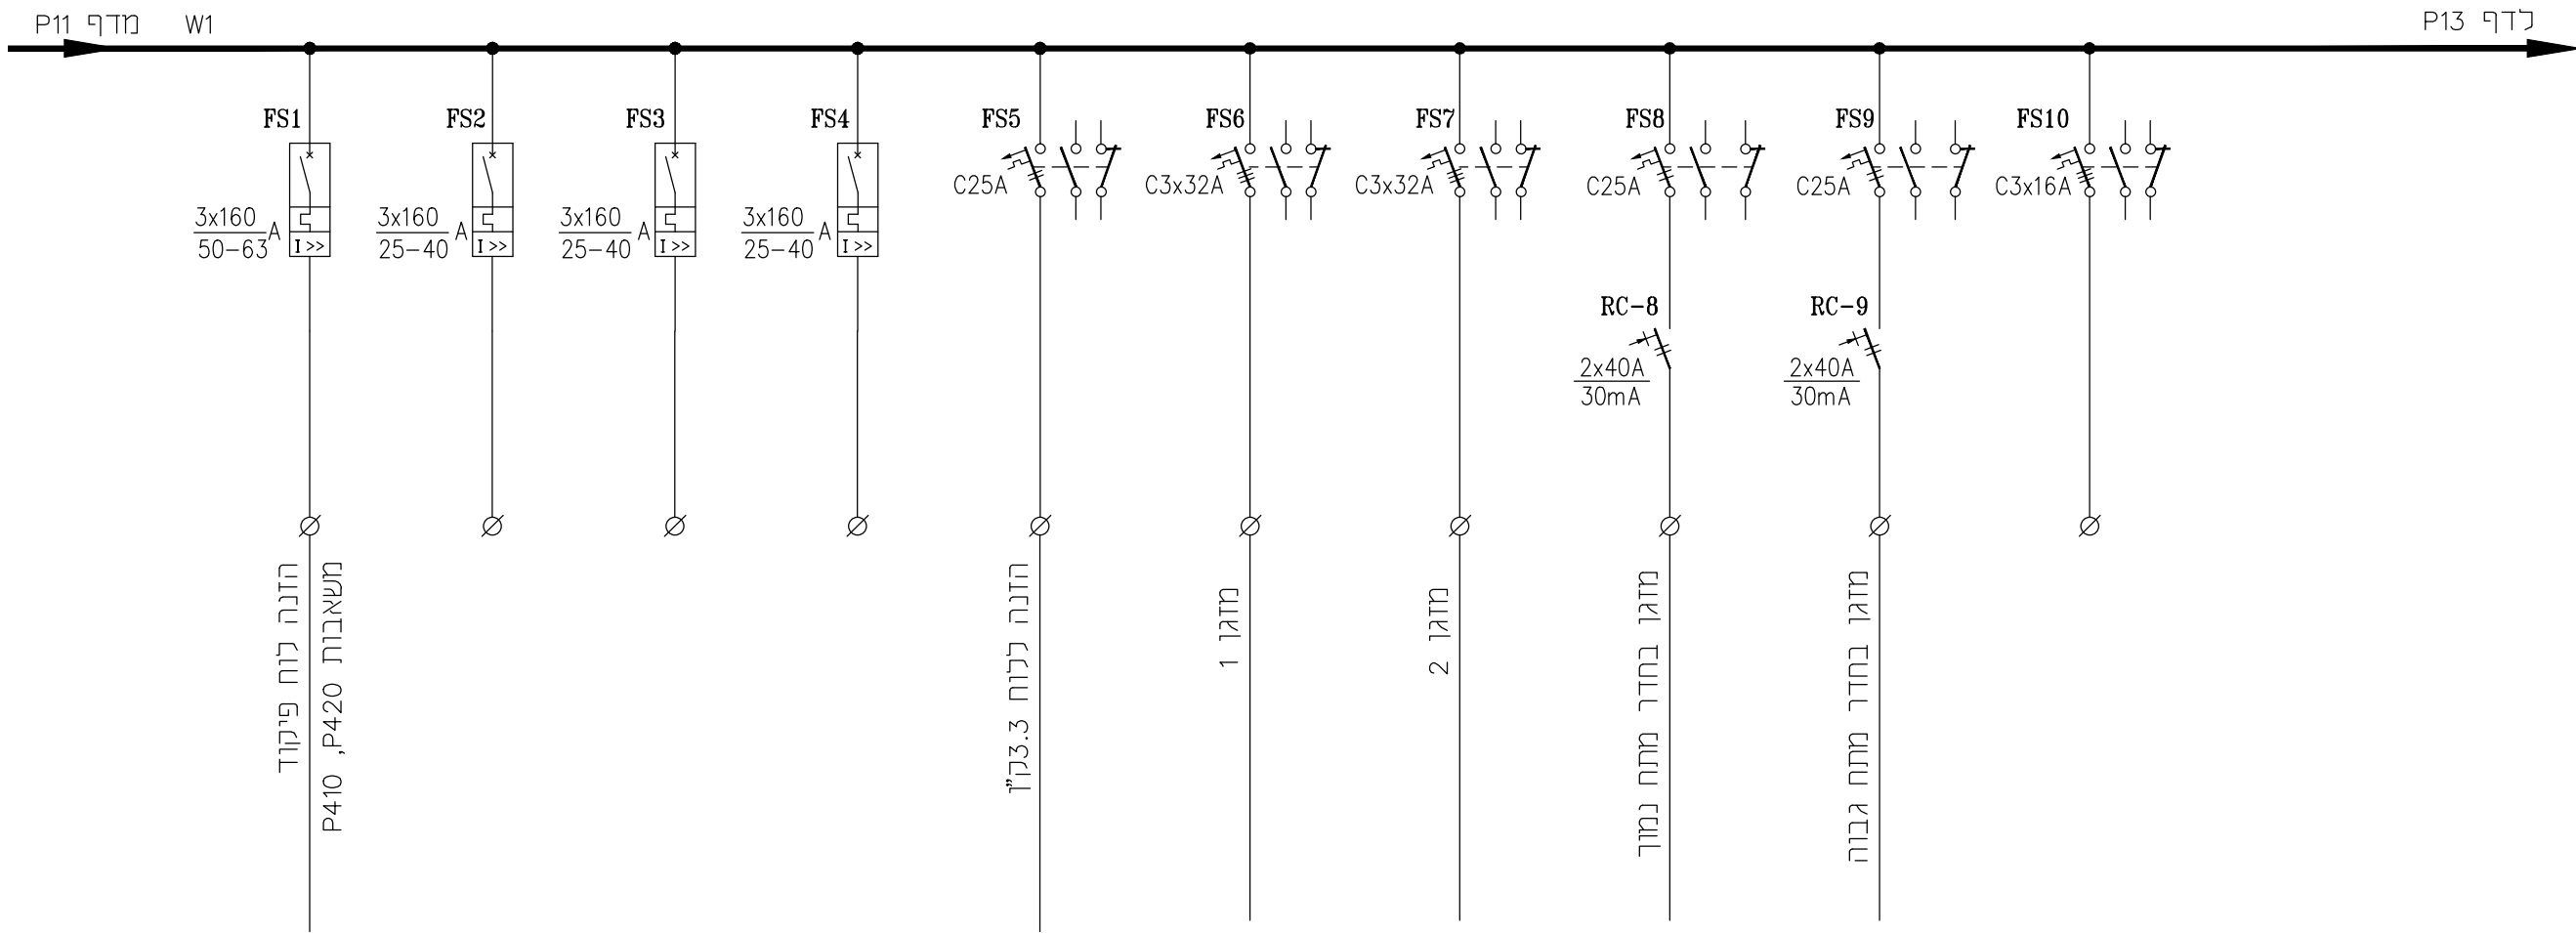 מדף P11
W1
לדף P13
FS1
FS2
FS3
FS4
FS5
FS6
FS7
FS8
FS9
FS10
3x160
50-63
A
3x160
25-40
A
3x160
25-40
A
3x160
25-40
A
I >>
I >>
I >>
I >>
C25A
C3x32A
C3x32A
C25A
C25A
C3x16A
RC-8
2x40A
30mA
RC-9
2x40A
30mA
הזנה לוח פיקוד
משאבות P410 ,P420
הזנה ללוח 3.3ק"ו
מזגן 1
מזגן 2
מזגן בחדר מתח נמוך
מזגן בחדר מתח גבוה